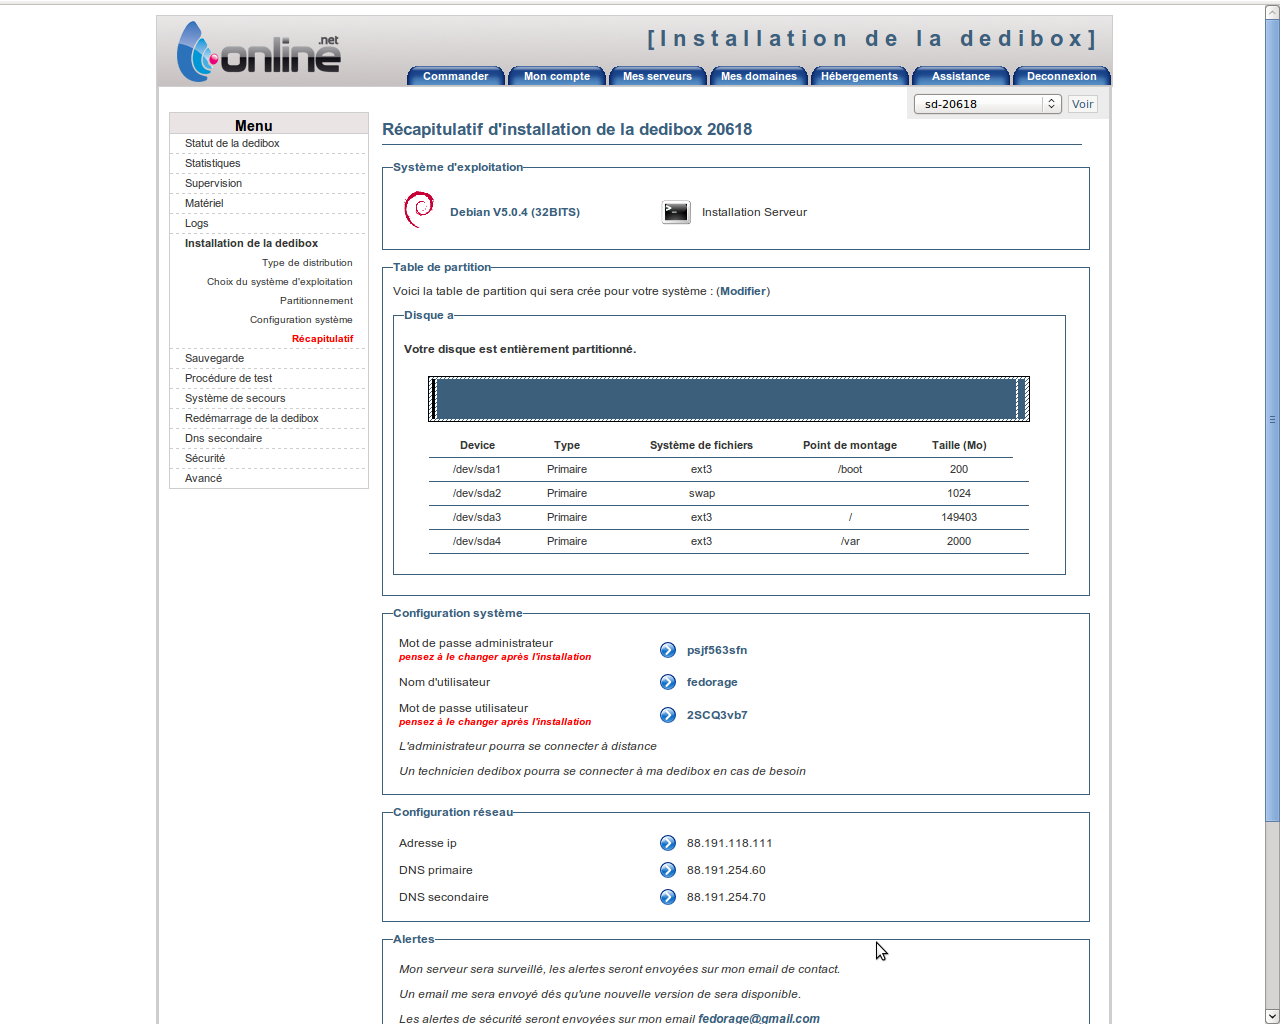 online .net
[Installation de la dedibox]
Commander Mon compte Mes serveurs Mes domaines Hébergements Assistance Deconnexion
sd-20618 Voir
Menu
Statut de la dedibox
Statistiques
Supervision
Matériel
Logs
Installation de la dedibox
Type de distribution
Choix du système d'exploitation
Partitionnement
Configuration système
Récapitulatif
Sauvegarde
Procédure de test
Système de secours
Redémarrage de la dedibox
Dns secondaire
Sécurité
Avancé
Récapitulatif d'installation de la dedibox 20618
Système d'exploitation
Debian V5.0.4 (32BITS) Installation Serveur
Table de partition
Voici la table de partition qui sera crée pour votre système : (Modifier)
Disque a
Votre disque est entièrement partitionné.
Device Type Système de fichiers Point de montage Taille (Mo)
/dev/sda1 Primaire ext3 /boot 200
/dev/sda2 Primaire swap 1024
/dev/sda3 Primaire ext3 / 149403
/dev/sda4 Primaire ext3 /var 2000
Configuration système
Mot de passe administrateur psjf563sfn
pensez à le changer après l'installation
Nom d'utilisateur fedorage
Mot de passe utilisateur 2SCQ3vb7
pensez à le changer après l'installation
L'administrateur pourra se connecter à distance
Un technicien dedibox pourra se connecter à ma dedibox en cas de besoin
Configuration réseau
Adresse ip 88.191.118.111
DNS primaire 88.191.254.60
DNS secondaire 88.191.254.70
Alertes
Mon serveur sera surveillé, les alertes seront envoyées sur mon email de contact.
Un email me sera envoyé dés qu'une nouvelle version de sera disponible.
Les alertes de sécurité seront envoyées sur mon email fedorage@gmail.com